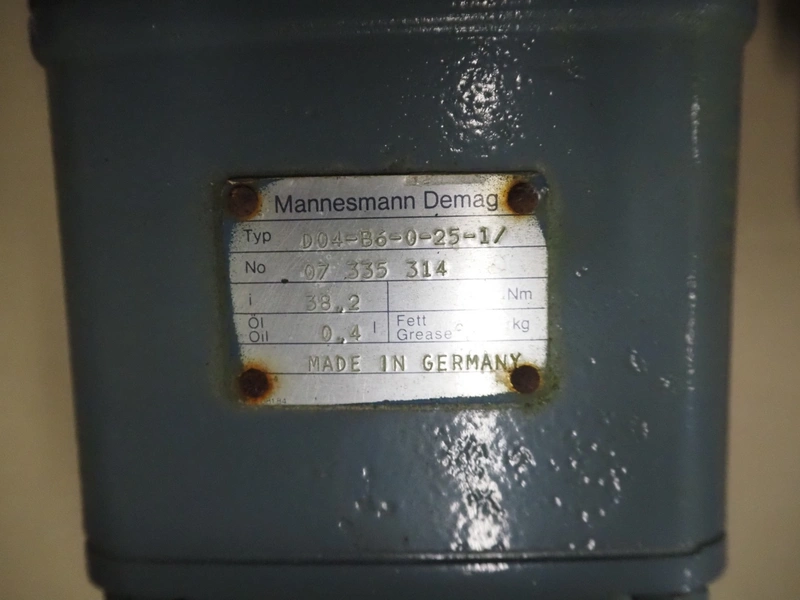 Mannesmann Demag
Typ D04-B6-0-25-1/
No 07 335 314
i 38,2 Nm
Öl Oil 0,4 l Fett Grease kg
MADE IN GERMANY